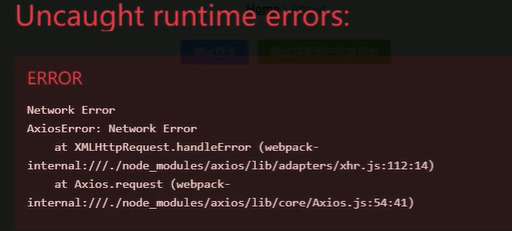 Uncaught runtime errors:
Home
ERROR
Network Error
AxiosError: Network Error
at XMLHttpRequest.handleError (webpack-
internal:///./node_modules/axios/lib/adapters/xhr.js:112:14)
at Axios.request (webpack-
internal:///./node_modules/axios/lib/core/Axios.js:54:41)